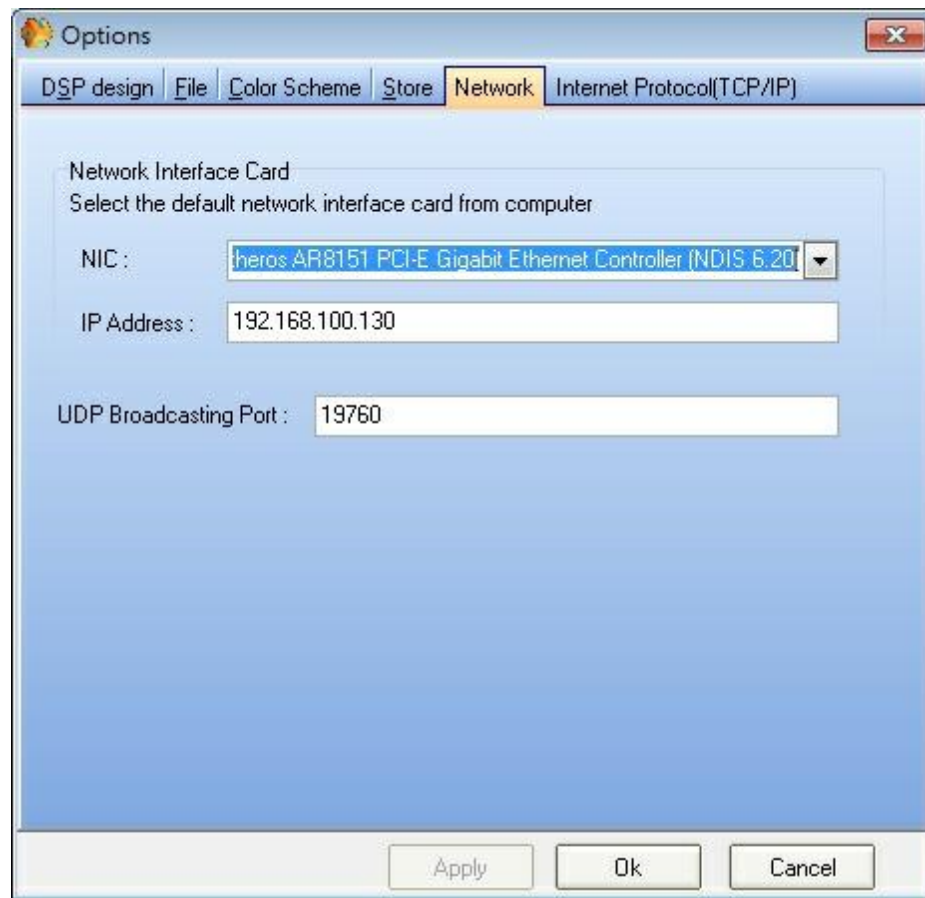 Options
DSP design File Color Scheme Store Network Internet Protocol(TCP/IP)
Network Interface Card
Select the default network interface card from computer
NIC : theros AR8151 PCI-E Gigabit Ethernet Controller (NDIS 6.20)
IP Address : 192.168.100.130
UDP Broadcasting Port : 19760
Apply Ok Cancel